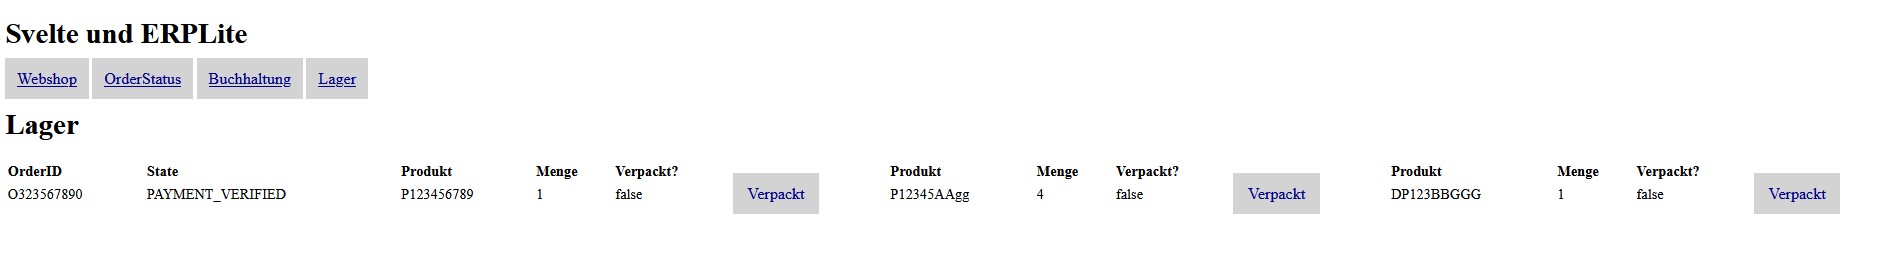 Svelte und ERPLite
Webshop OrderStatus Buchhaltung Lager
Lager
OrderID State Produkt Menge Verpackt? Produkt Menge Verpackt? Produkt Menge Verpackt?
O323567890 PAYMENT_VERIFIED P123456789 1 false Verpackt P12345AAgg 4 false Verpackt DP123BBGGG 1 false Verpackt